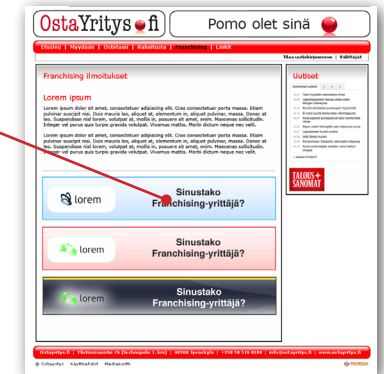 OstaYritys fi
Pomo olet sinä
Etusivu | Myydään | Ostetaan | Rahoitusta | Franchising | Linkit
Tilaa uutiskirjeemme | Välittäjät
Franchising ilmoitukset
Lorem ipsum
Lorem ipsum dolor sit amet, consectetuer adipiscing elit. Cras consectetuer porta massa. Etiam
pulvinar suscipit nisi. Duis mauris leo, aliquet at, elementum in, aliquet pulvinar, massa. Donec at
leo. Suspendisse nisl lorem, volutpat at, mollis in, posuere sit amet, enim. Maecenas sollicitudin.
Integer vel purus quis turpis gravida volutpat. Vivamus mattis. Morbi dictum neque nec velit.
Lorem ipsum dolor sit amet, consectetuer adipiscing elit. Cras consectetuer porta massa. Etiam
pulvinar suscipit nisi. Duis mauris leo, aliquet at, elementum in, aliquet pulvinar, massa. Donec at
leo. Suspendisse nisl lorem, volutpat at, mollis in, posuere sit amet, enim. Maecenas sollicitudin.
Integer vel purus quis turpis gravida volutpat. Vivamus mattis. Morbi dictum neque nec velit.
lorem
Sinustako
Franchising-yrittäjä?
lorem
Sinustako
Franchising-yrittäjä?
lorem
Sinustako
Franchising-yrittäjä?
Uutiset
TALOUS+
SANOMAT
© Ostayritys Käyttöehdot Mediakortti